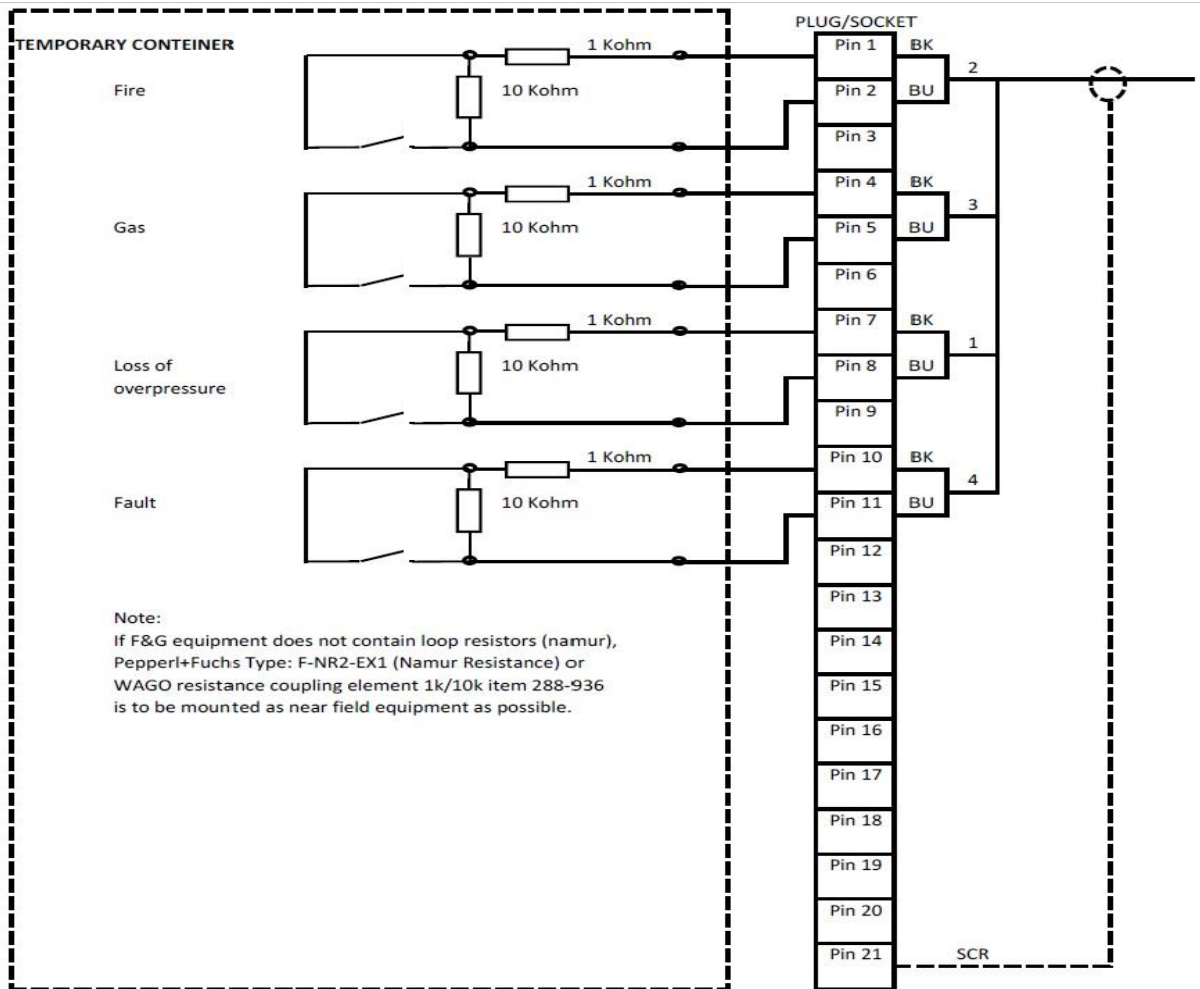 PLUG/SOCKET
TEMPORARY CONTEINER
1 Kohm
Pin 1
BK
2
Fire
10 Kohm
Pin 2
BU
Pin 3
1 Kohm
Pin 4
BK
3
Gas
10 Kohm
Pin 5
BU
Pin 6
1 Kohm
Pin 7
BK
1
Loss of
overpressure
10 Kohm
Pin 8
BU
Pin 9
1 Kohm
Pin 10
BK
4
Fault
10 Kohm
Pin 11
BU
Pin 12
Pin 13
Note:
If F&G equipment does not contain loop resistors (namur),
Pepperl+Fuchs Type: F-NR2-EX1 (Namur Resistance) or
WAGO resistance coupling element 1k/10k item 288-936
is to be mounted as near field equipment as possible.
Pin 14
Pin 15
Pin 16
Pin 17
Pin 18
Pin 19
Pin 20
Pin 21
SCR